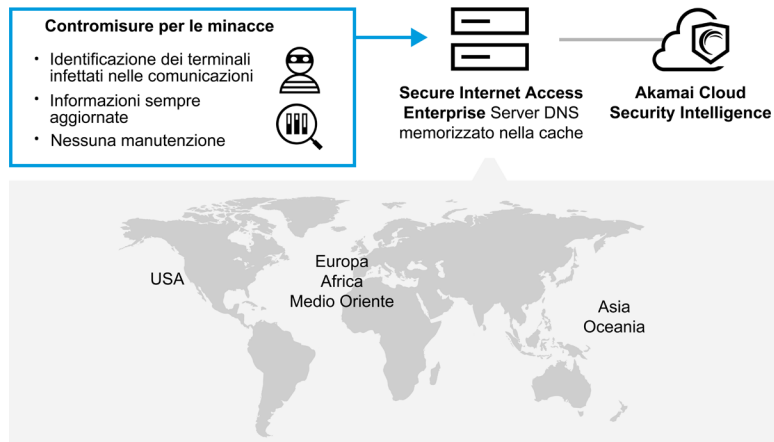 Contromisure per le minacce
• Identificazione dei terminali
infettati nelle comunicazioni
• Informazioni sempre
aggiornate
• Nessuna manutenzione
Secure Internet Access
Enterprise Server DNS
memorizzato nella cache
Akamai Cloud
Security Intelligence
USA
Europa
Africa
Medio Oriente
Asia
Oceania